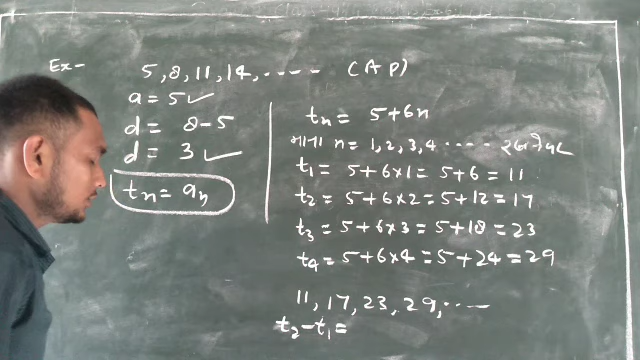 Ex- 5, 8, 11, 14, ----- (AP)
a = 5 ✓
d = 8-5
d = 3 ✓
tn = an
tn = 5+6n
n = 1, 2, 3, 4 -----
t1 = 5+6×1 = 5+6 = 11
t2 = 5+6×2 = 5+12 = 17
t3 = 5+6×3 = 5+18 = 23
t4 = 5+6×4 = 5+24 = 29
11, 17, 23, 29, -----
t2-t1 =